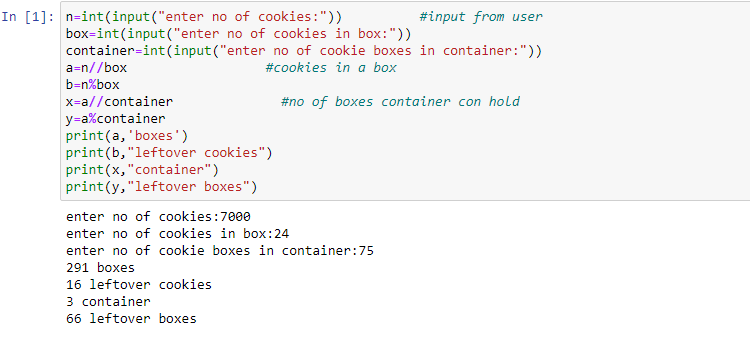 In [1]: n=int(input("enter no of cookies:")) #input from user
box=int(input("enter no of cookies in box:"))
container=int(input("enter no of cookie boxes in container:"))
a=n//box #cookies in a box
b=n%box
x=a//container #no of boxes container con hold
y=a%container
print(a,'boxes')
print(b,"leftover cookies")
print(x,"container")
print(y,"leftover boxes")
enter no of cookies:7000
enter no of cookies in box:24
enter no of cookie boxes in container:75
291 boxes
16 leftover cookies
3 container
66 leftover boxes